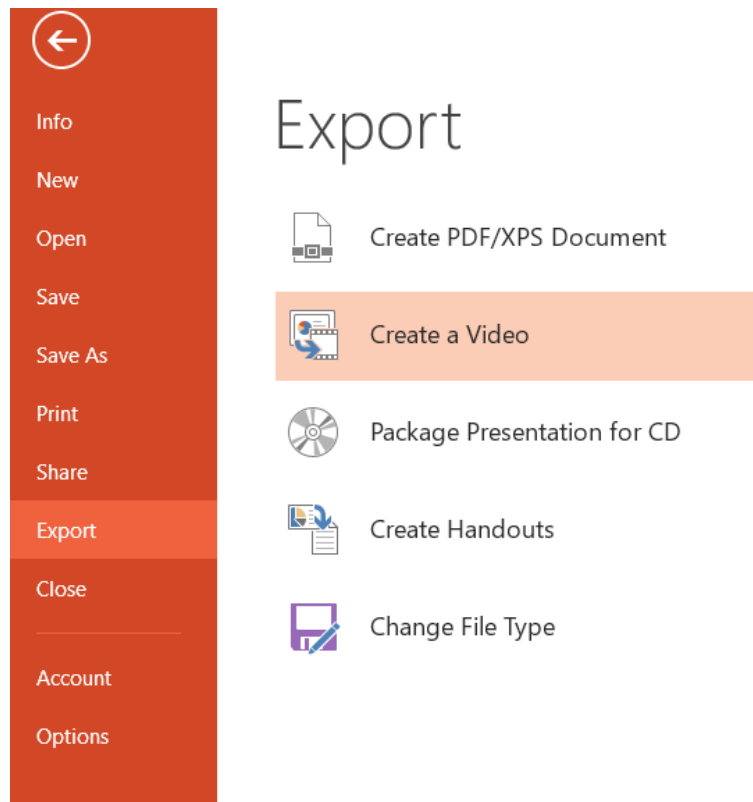 Info
New
Open
Save
Save As
Print
Share
Export
Close
Account
Options
Export
Create PDF/XPS Document
Create a Video
Package Presentation for CD
Create Handouts
Change File Type